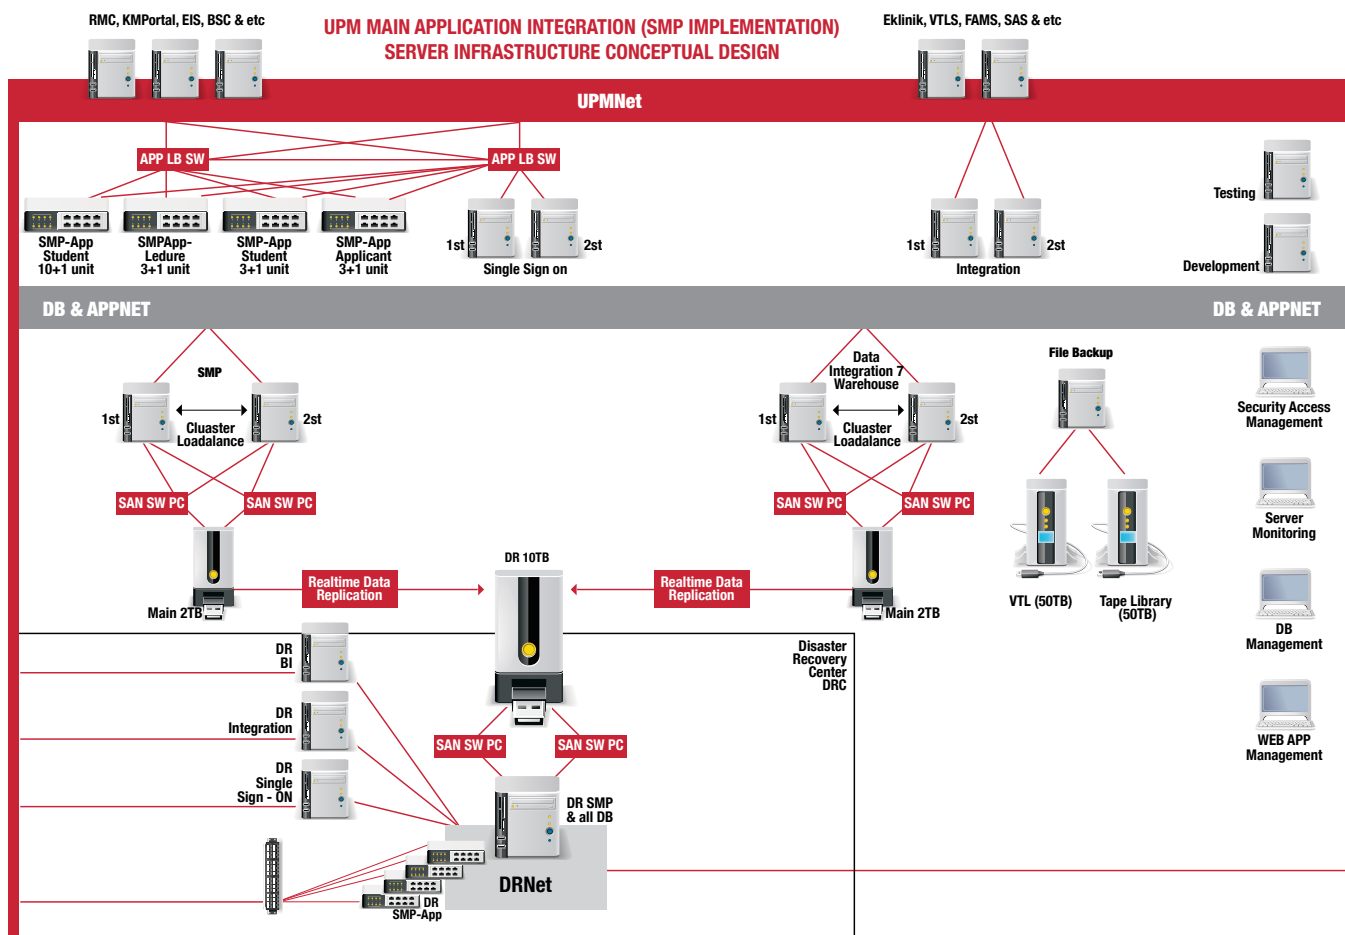 RMC, KMPortal, EIS, BSC & etc
UPM MAIN APPLICATION INTEGRATION (SMP IMPLEMENTATION)
SERVER INFRASTRUCTURE CONCEPTUAL DESIGN
Eklinik, VTLS, FAMS, SAS & etc
UPMNet
APP LB SW
APP LB SW
SMP-App
Student
10+1 unit
SMPApp-
Ledure
3+1 unit
SMP-App
Student
3+1 unit
SMP-App
Applicant
3+1 unit
1st
2st
Single Sign on
1st
2st
Integration
Testing
Development
DB & APPNET
DB & APPNET
SMP
1st
2st
Cluaster
Loadalance
Data
Integration 7
Warehouse
1st
2st
Cluaster
Loadalance
File Backup
Security Access
Management
SAN SW PC
SAN SW PC
SAN SW PC
SAN SW PC
Server
Monitoring
DR 10TB
Realtime Data
Replication
Realtime Data
Replication
Main 2TB
Main 2TB
VTL (50TB)
Tape Library
(50TB)
DB
Management
DR
BI
Disaster
Recovery
Center
DRC
DR
Integration
SAN SW PC
SAN SW PC
WEB APP
Management
DR
Single
Sign - ON
DR SMP
& all DB
DRNet
DR
SMP-App